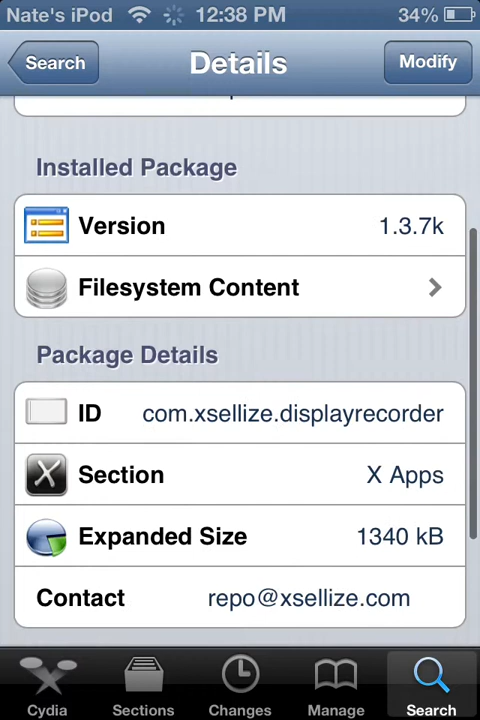 Nate's iPod 12:38 PM 34%
Search Details Modify
Installed Package
Version 1.3.7k
Filesystem Content
Package Details
ID com.xsellize.displayrecorder
Section X Apps
Expanded Size 1340 kB
Contact repo@xsellize.com
Cydia Sections Changes Manage Search